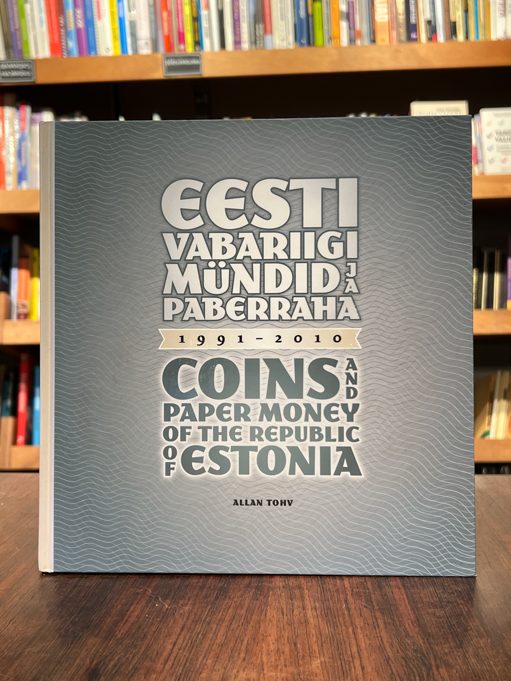 EESTI
VABARIIGI
MÜNDID JA
PABERRAHA
1991–2010
COINS AND
PAPER MONEY
OF THE REPUBLIC
OF ESTONIA
ALLAN TOHV